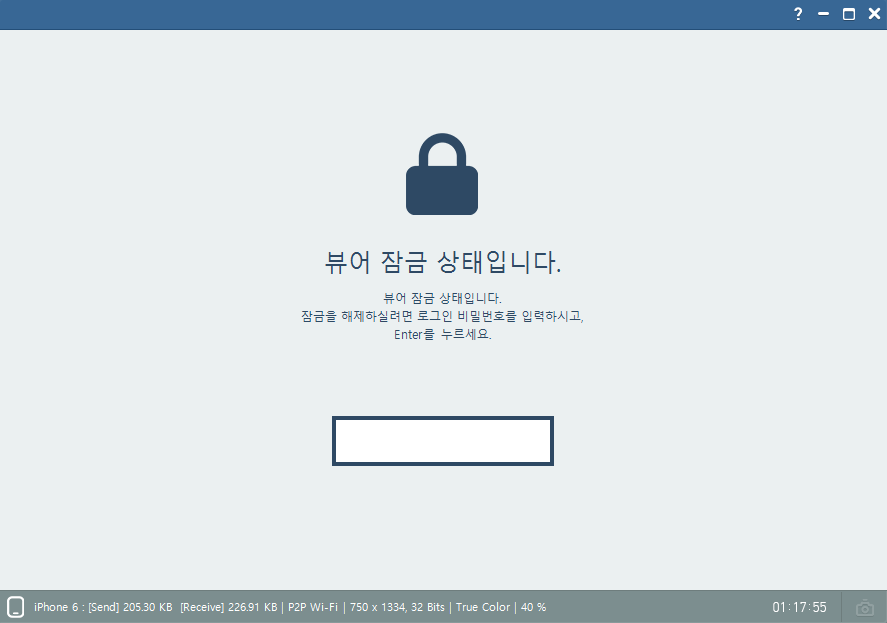 ?
뷰어 잠금 상태입니다.
뷰어 잠금 상태입니다.
잠금을 해제하실려면 로그인 비밀번호를 입력하시고,
Enter를 누르세요.
iPhone 6 : [Send] 205.30 KB [Receive] 226.91 KB | P2P Wi-Fi | 750 x 1334, 32 Bits | True Color | 40 % 01:17:55